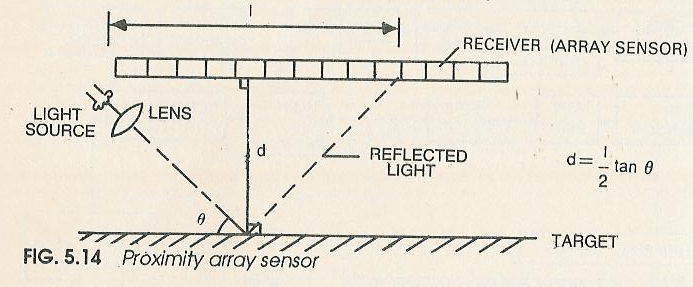 l
RECEIVER (ARRAY SENSOR)
LIGHT
SOURCE
LENS
d
REFLECTED
LIGHT
d = l/2 tan θ
θ
TARGET
FIG. 5.14 Proximity array sensor